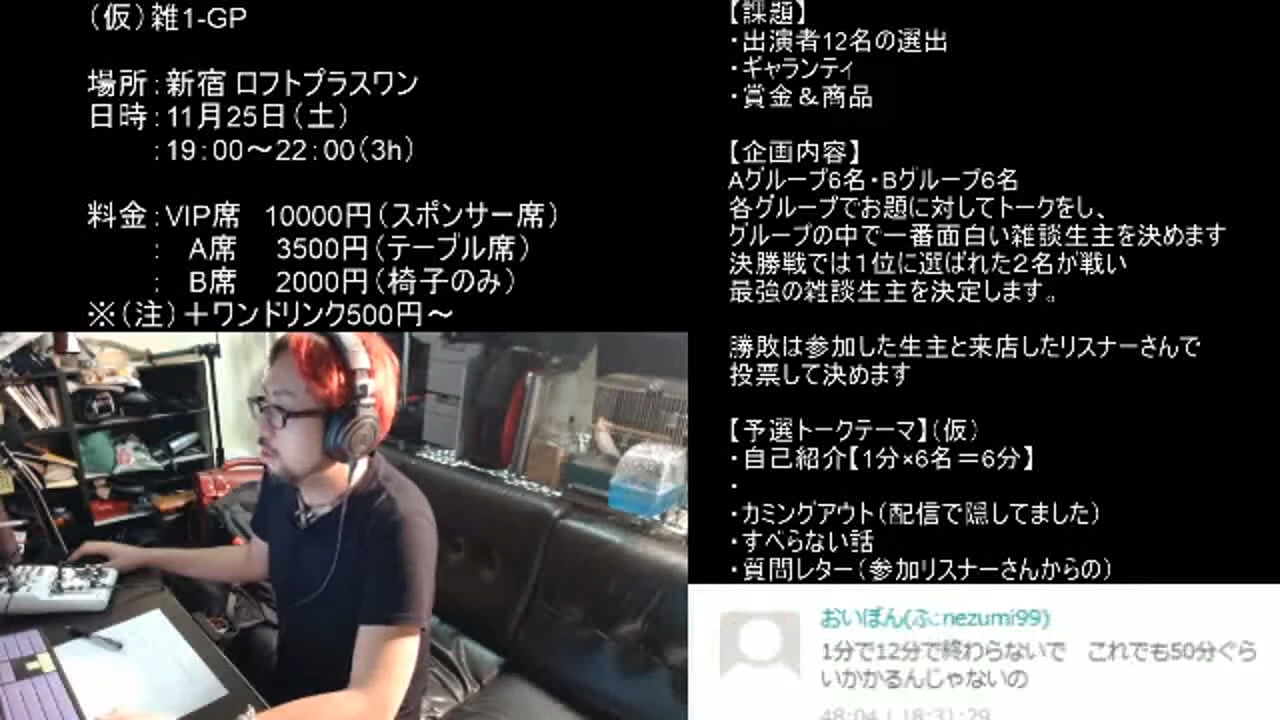 （仮）雑1-GP
場所：新宿 ロフトプラスワン
日時：11月25日（土）
：19：00～22：00（3h）
料金：VIP席 10000円（スポンサー席）
： A席 3500円（テーブル席）
： B席 2000円（椅子のみ）
※（注）＋ワンドリンク500円～
【課題】
・出演者12名の選出
・ギャランティ
・賞金＆商品
【企画内容】
Aグループ6名・Bグループ6名
各グループでお題に対してトークをし、
グループの中で一番面白い雑談生主を決めます
決勝戦では１位に選ばれた２名が戦い
最強の雑談生主を決定します。
勝敗は参加した生主と来店したリスナーさんで
投票して決めます
【予選トークテーマ】（仮）
・自己紹介【1分×6名＝6分】
・
・カミングアウト（配信で隠してました）
・すべらない話
・質問レター（参加リスナーさんからの）
おいぽん(ふ:nezumi99)
1分で12分で終わらないで これでも50分ぐら
いかかるんじゃないの
48:04 | 18:31:29